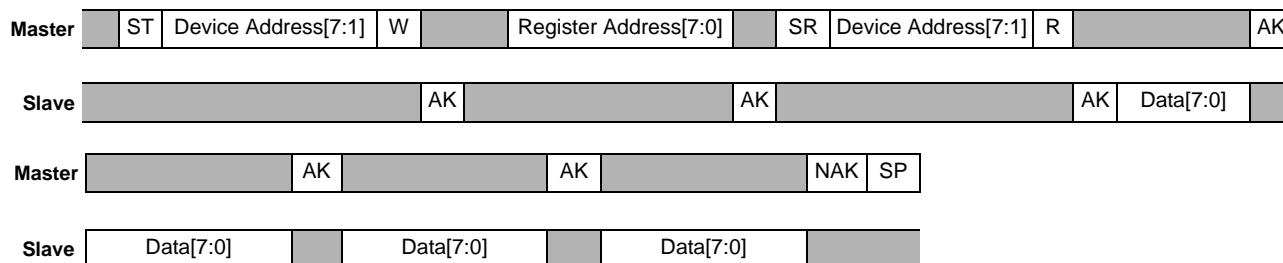 Master ST Device Address[7:1] W Register Address[7:0] SR Device Address[7:1] R AK
Slave AK AK AK Data[7:0]
Master AK AK NAK SP
Slave Data[7:0] Data[7:0] Data[7:0]